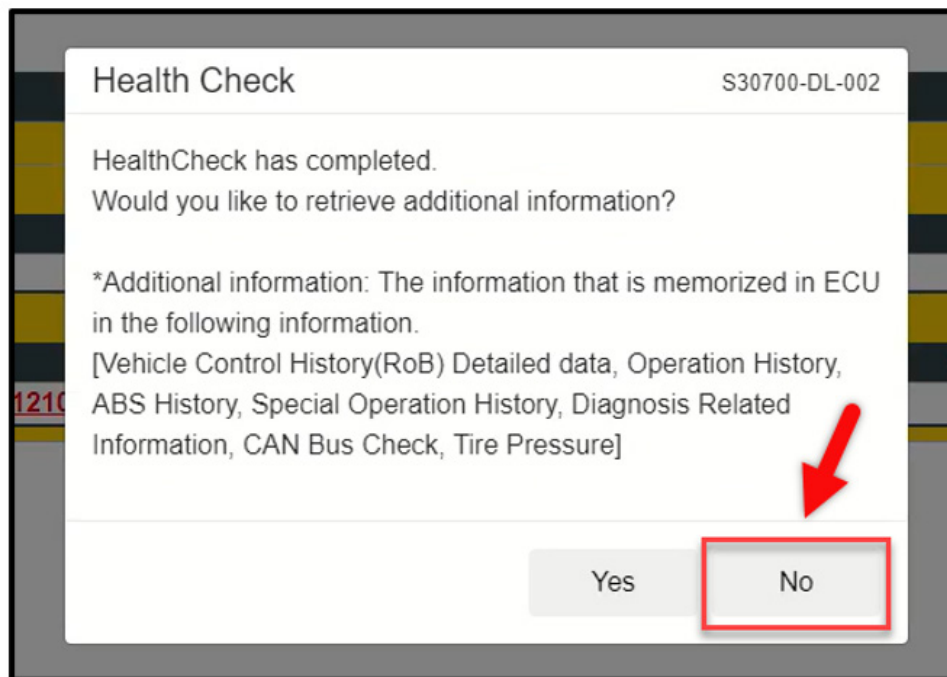 Health Check
S30700-DL-002
HealthCheck has completed.
Would you like to retrieve additional information?
*Additional information: The information that is memorized in ECU
in the following information.
[Vehicle Control History(RoB) Detailed data, Operation History,
ABS History, Special Operation History, Diagnosis Related
Information, CAN Bus Check, Tire Pressure]
1210
Yes
No